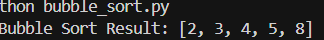 thon bubble_sort.py
Bubble Sort Result: [2, 3, 4, 5, 8]